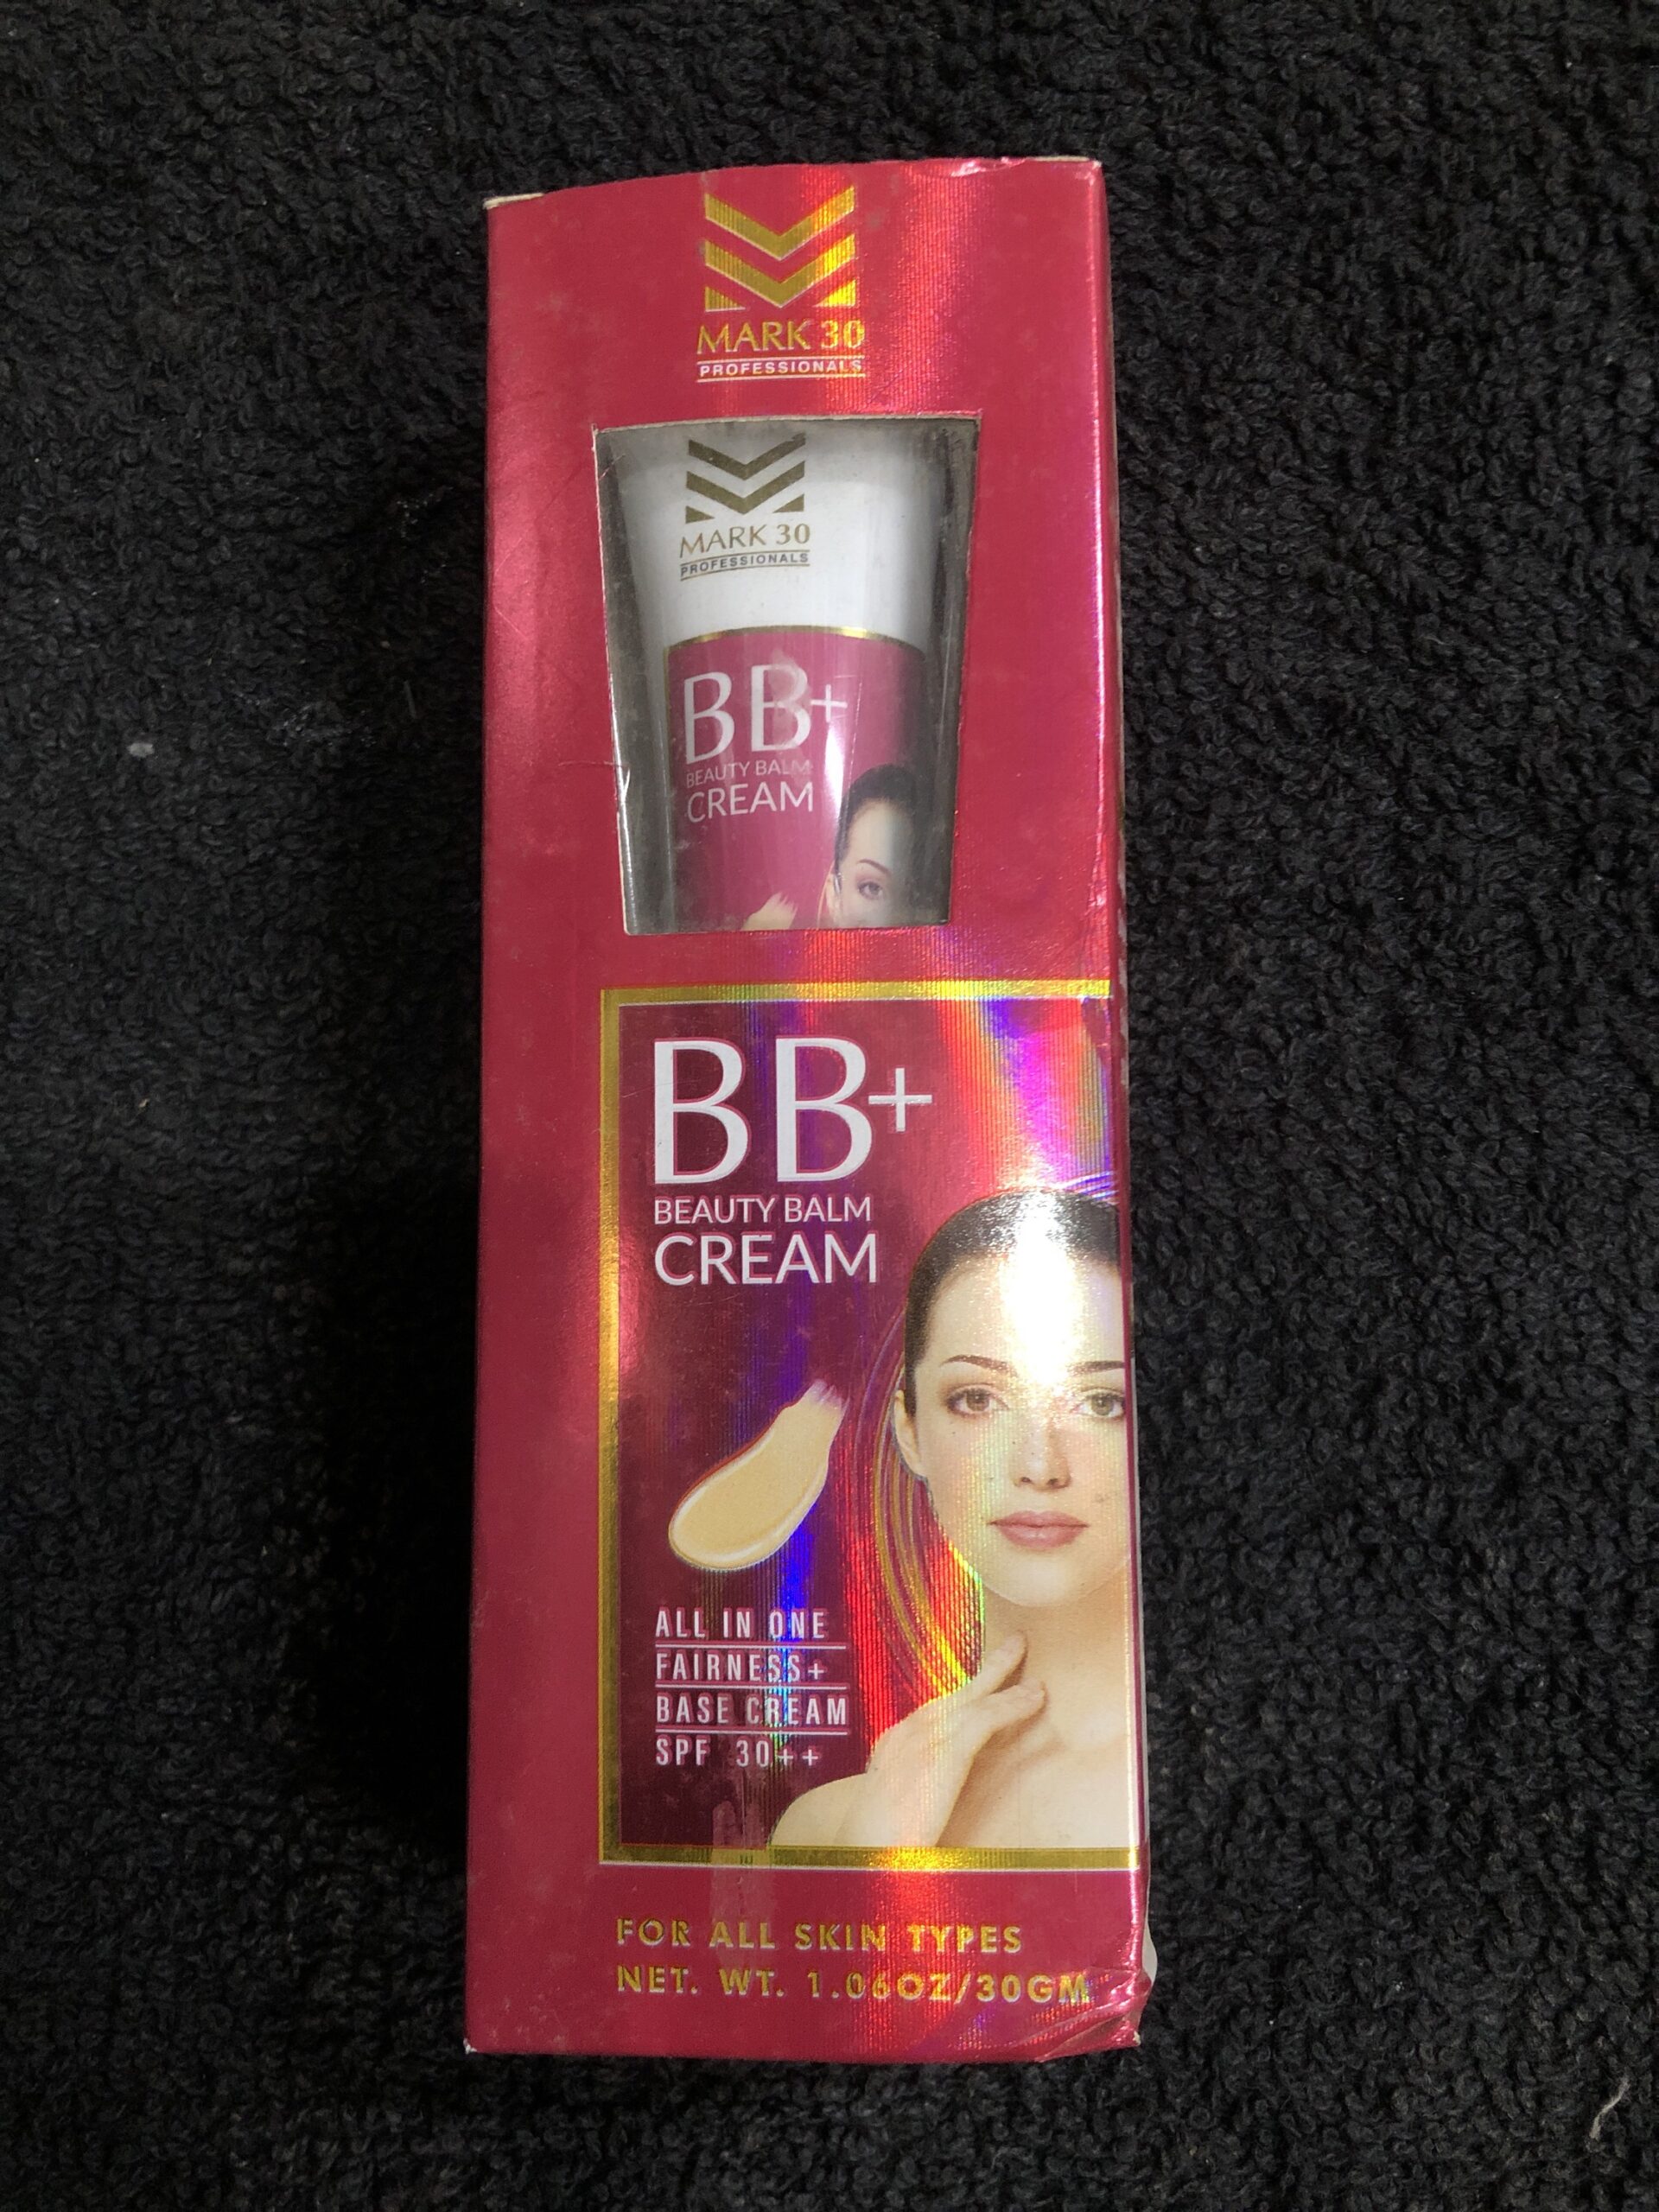 MARK 30
PROFESSIONALS
MARK 30
PROFESSIONALS
BB+
BEAUTY BALM
CREAM
BB+
BEAUTY BALM
CREAM
ALL IN ONE
FAIRNESS+
BASE CREAM
SPF 30++
FOR ALL SKIN TYPES
NET. WT. 1.06OZ/30GM